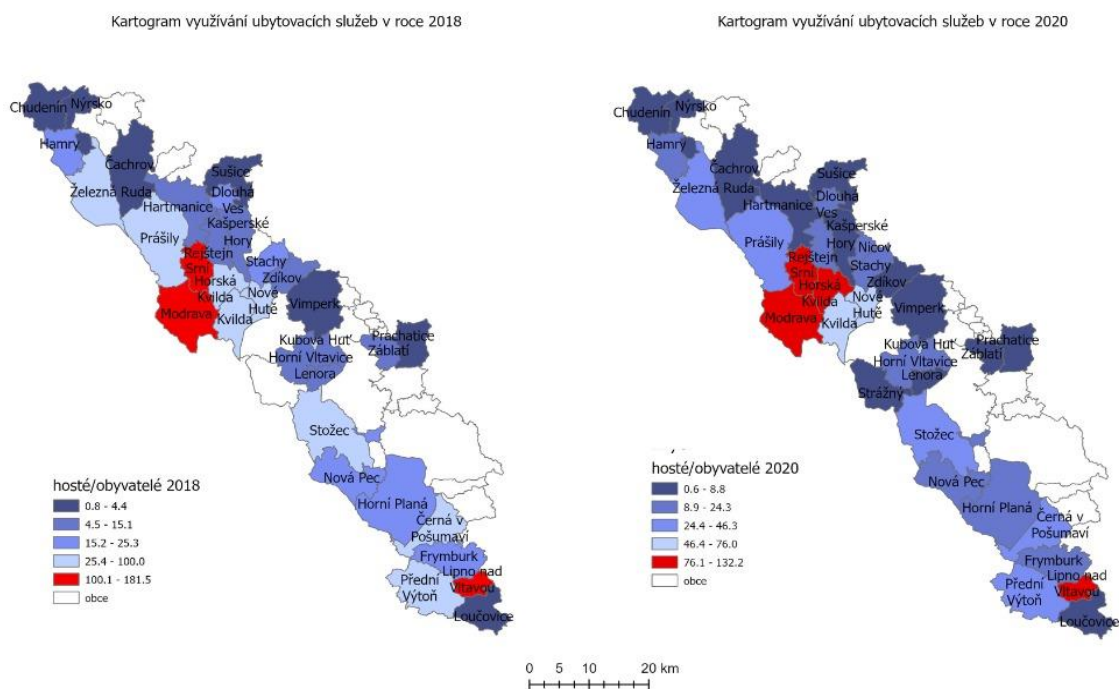 Kartogram využívání ubytovacích služeb v roce 2018
Chudenín
Nýrsko
Hamry
Čachrov
Železná Ruda
Sušice
Dlouhá
Ves
Hartmanice
Kašperské
Hory
Prášily
Rejštejn
Srní
Horská
Kvilda
Stachy
Zdíkov
Nové
Hutě
Modrava
Kvilda
Vimperk
Kubova Huť
Horní Vltavice
Lenora
Prachatice
Záblatí
Stožec
Nová Pec
Horní Planá
Černá v
Pošumaví
Frymburk
Lipno nad
Vltavou
Přední
Výtoň
Loučovice
hosté/obyvatelé 2018
0.8 - 4.4
4.5 - 15.1
15.2 - 25.3
25.4 - 100.0
100.1 - 181.5
obce
Kartogram využívání ubytovacích služeb v roce 2020
Chudenín
Nýrsko
Hamry
Čachrov
Železná Ruda
Sušice
Dlouhá
Ves
Hartmanice
Kašperské
Hory
Nicov
Prášily
Rejštejn
Srní
Horská
Kvilda
Stachy
Zdíkov
Nové
Hutě
Modrava
Kvilda
Vimperk
Kubova Huť
Horní Vltavice
Lenora
Prachatice
Záblatí
Strážný
Stožec
Nová Pec
Horní Planá
Černá v
Pošumaví
Frymburk
Lipno nad
Vltavou
Přední
Výtoň
Loučovice
hosté/obyvatelé 2020
0.6 - 8.8
8.9 - 24.3
24.4 - 46.3
46.4 - 76.0
76.1 - 132.2
obce
0 5 10 20 km